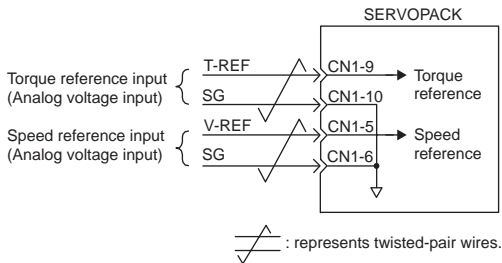 SERVOPACK
T-REF
CN1-9
Torque reference input
(Analog voltage input)
Torque
reference
SG
CN1-10
V-REF
CN1-5
Speed reference input
(Analog voltage input)
Speed
reference
SG
CN1-6
: represents twisted-pair wires.